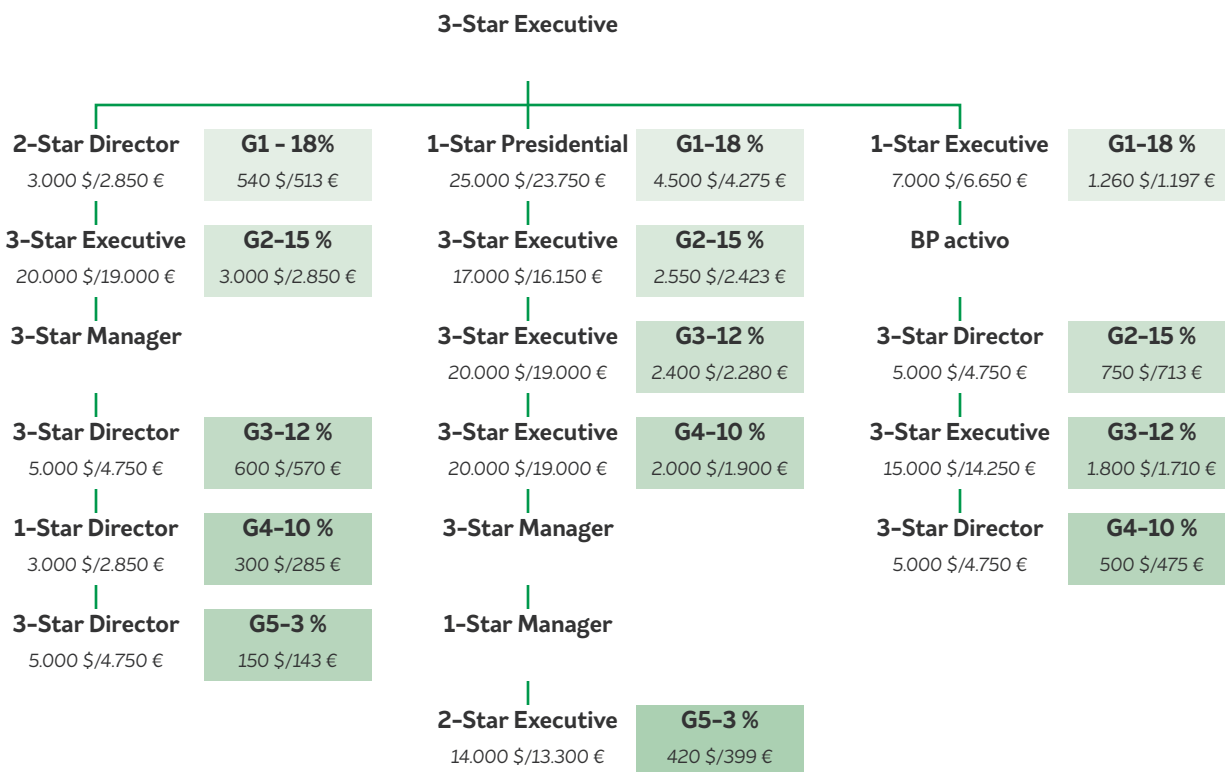 3-Star Executive
2-Star Director
3.000 $/2.850 €
G1 - 18%
540 $/513 €
1-Star Presidential
25.000 $/23.750 €
G1-18 %
4.500 $/4.275 €
1-Star Executive
7.000 $/6.650 €
G1-18 %
1.260 $/1.197 €
3-Star Executive
20.000 $/19.000 €
G2-15 %
3.000 $/2.850 €
3-Star Executive
17.000 $/16.150 €
G2-15 %
2.550 $/2.423 €
BP activo
3-Star Manager
3-Star Executive
20.000 $/19.000 €
G3-12 %
2.400 $/2.280 €
3-Star Director
5.000 $/4.750 €
G2-15 %
750 $/713 €
3-Star Director
5.000 $/4.750 €
G3-12 %
600 $/570 €
3-Star Executive
20.000 $/19.000 €
G4-10 %
2.000 $/1.900 €
3-Star Executive
15.000 $/14.250 €
G3-12 %
1.800 $/1.710 €
1-Star Director
3.000 $/2.850 €
G4-10 %
300 $/285 €
3-Star Manager
3-Star Director
5.000 $/4.750 €
G4-10 %
500 $/475 €
3-Star Director
5.000 $/4.750 €
G5-3 %
150 $/143 €
1-Star Manager
2-Star Executive
14.000 $/13.300 €
G5-3 %
420 $/399 €